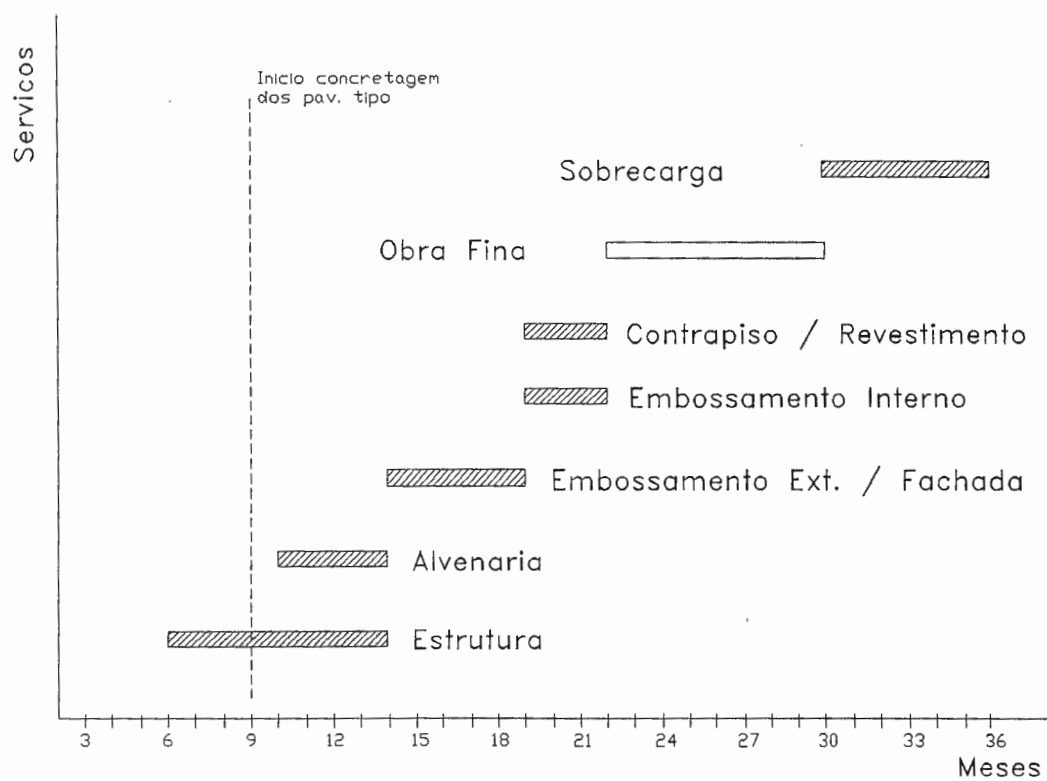 Servicos
Inicio concretagem
dos pav. tipo
Sobrecarga
Obra Fina
Contrapiso / Revestimento
Embossamento Interno
Embossamento Ext. / Fachada
Alvenaria
Estrutura
3 6 9 12 15 18 21 24 27 30 33 36
Meses